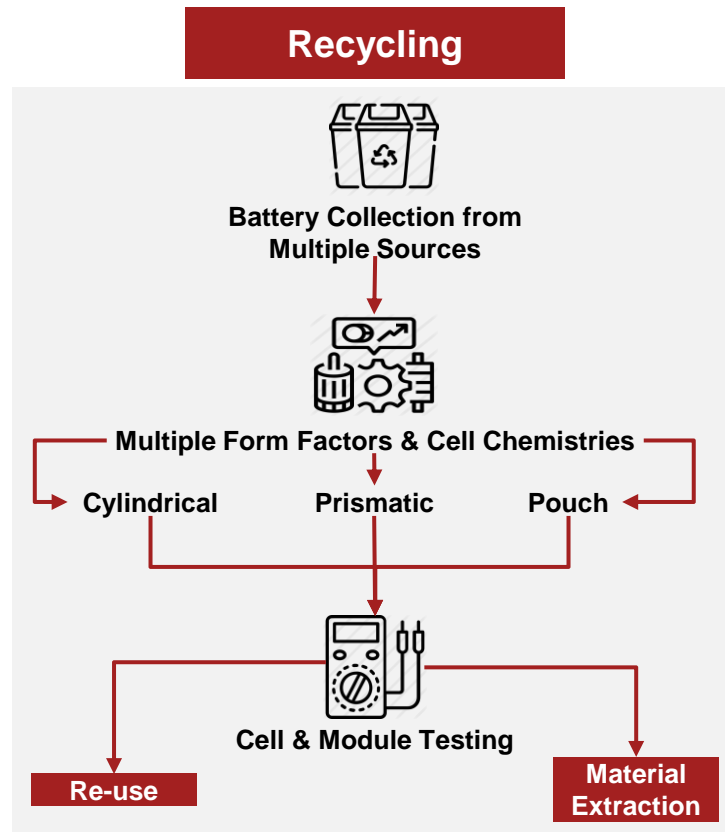 Recycling
Battery Collection from
Multiple Sources
Multiple Form Factors & Cell Chemistries
Cylindrical
Prismatic
Pouch
Cell & Module Testing
Re-use
Material
Extraction